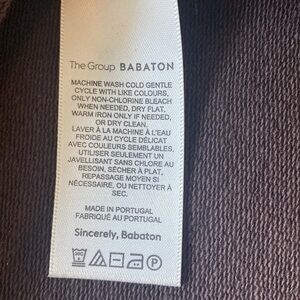 The Group BABATON
MACHINE WASH COLD GENTLE
CYCLE WITH LIKE COLOURS,
ONLY NON-CHLORINE BLEACH
WHEN NEEDED, DRY FLAT,
WARM IRON ONLY IF NEEDED,
OR DRY CLEAN.
LAVER À LA MACHINE À L'EAU
FROIDE AU CYCLE DÉLICAT
AVEC COULEURS SEMBLABLES,
UTILISER SEULEMENT UN
JAVELLISANT SANS CHLORE AU
BESOIN, SÉCHER À PLAT,
REPASSAGE MOYEN SI
NÉCESSAIRE, OU NETTOYER À
SEC.
MADE IN PORTUGAL
FABRIQUÉ AU PORTUGAL
Sincerely, Babaton
P